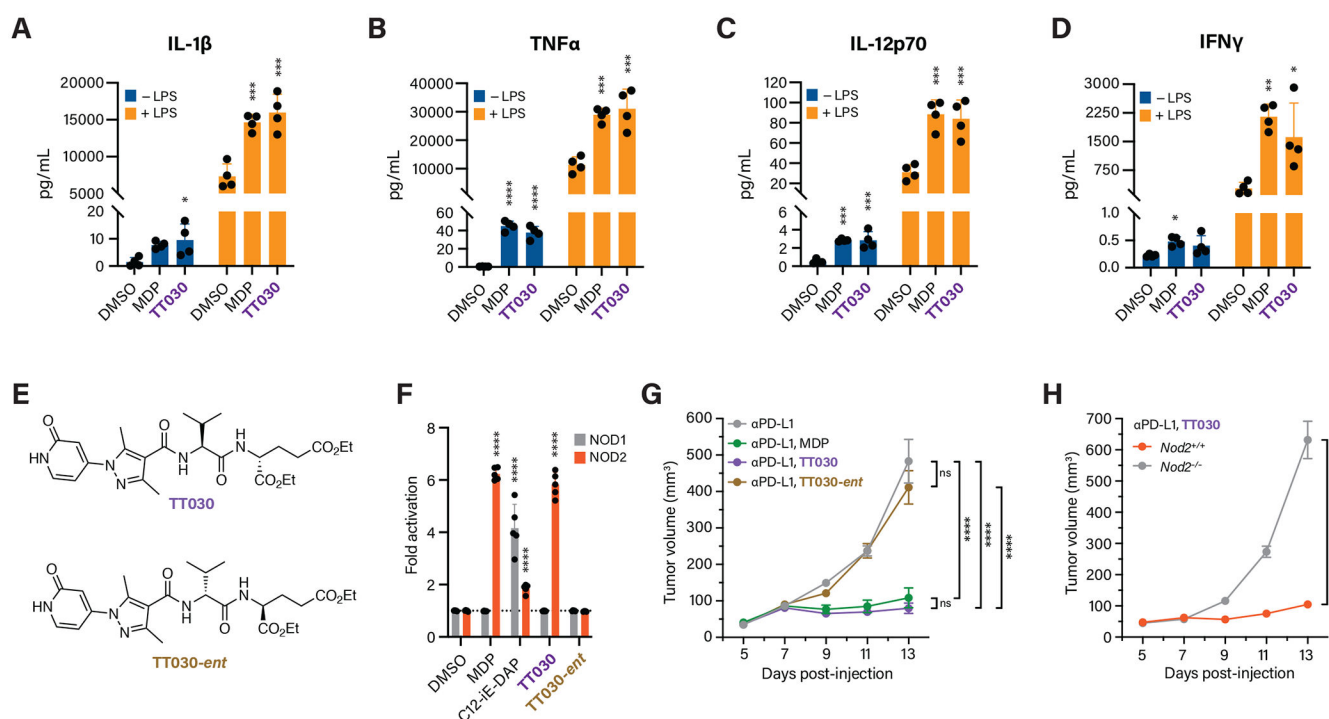 A
IL-1β
20000
15000
10000
5000
20
10
0
pg/mL
– LPS
+ LPS
*
***
***
DMSO
MDP
TT030
DMSO
MDP
TT030
B
TNFα
40000
30000
20000
10000
60
40
20
0
pg/mL
– LPS
+ LPS
****
****
***
***
DMSO
MDP
TT030
DMSO
MDP
TT030
C
IL-12p70
120
100
80
60
40
20
6
4
2
0
pg/mL
– LPS
+ LPS
***
***
***
***
DMSO
MDP
TT030
DMSO
MDP
TT030
D
IFNγ
3000
2250
1500
750
1.0
0.5
0.0
pg/mL
– LPS
+ LPS
*
**
*
DMSO
MDP
TT030
DMSO
MDP
TT030
E
O
HN
N
N
O
N
H
O
H
N
CO₂Et
CO₂Et
TT030
O
HN
N
N
O
N
H
O
H
N
CO₂Et
CO₂Et
TT030-ent
F
8
6
4
2
0
Fold activation
NOD1
NOD2
****
****
****
****
DMSO
MDP
C12-iE-DAP
TT030
TT030-ent
G
600
500
400
300
200
100
0
Tumor volume (mm³)
αPD-L1
αPD-L1, MDP
αPD-L1, TT030
αPD-L1, TT030-ent
ns
ns
****
****
****
5
7
9
11
13
Days post-injection
H
700
600
500
400
300
200
100
0
Tumor volume (mm³)
αPD-L1, TT030
Nod2+/+
Nod2-/-
5
7
9
11
13
Days post-injection